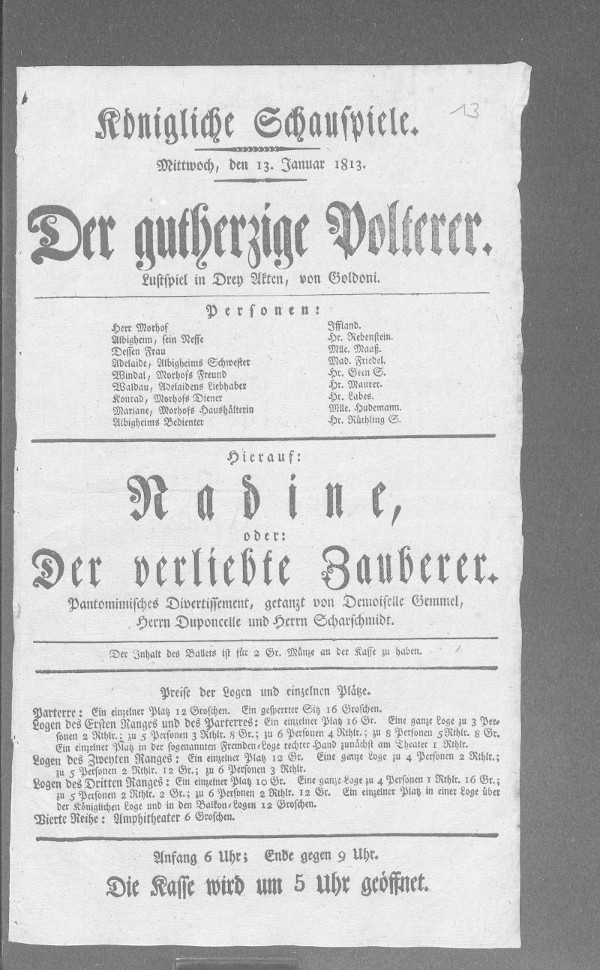 13
Königliche Schauspiele.
Mittwoch, den 13. Januar 1813.
Der gutherzige Polterer.
Lustspiel in Drey Akten, von Goldoni.
Personen:
Herr Morhof Iffland.
Albigheim, sein Neffe Hr. Rebenstein.
Dessen Frau Mlle. Maaß.
Adelaide, Albigheims Schwester Mad. Friedel.
Windal, Morhofs Freund Hr. Gern S.
Waldau, Adelaidens Liebhaber Hr. Maurer.
Konrad, Morhofs Diener Hr. Labes.
Mariane, Morhofs Haushälterin Mlle. Hudemann.
Albigheims Bedienter Hr. Rüthling S.
Hierauf:
Nadine,
oder:
Der verliebte Zauberer.
Pantomimisches Divertissement, getanzt von Demoiselle Gemmel,
Herrn Duponcelle und Herrn Scharschmidt.
Der Inhalt des Ballets ist für 2 Gr. Münze an der Kasse zu haben.
Preise der Logen und einzelnen Plätze.
Parterre: Ein einzelner Platz 12 Groschen. Ein gesperrter Sitz 16 Groschen.
Logen des Ersten Ranges und des Parterres: Ein einzelner Platz 16 Gr. Eine ganze Loge zu 3 Per-
sonen 2 Rthlr.; zu 5 Personen 3 Rthlr. 8 Gr.; zu 6 Personen 4 Rthlr.; zu 8 Personen 5 Rthlr. 8 Gr.
Ein einzelner Platz in der sogenannten Fremden-Loge rechter Hand zunächst am Theater 1 Rthlr.
Logen des Zweyten Ranges: Ein einzelner Platz 12 Gr. Eine ganze Loge zu 4 Personen 2 Rthlr.;
zu 5 Personen 2 Rthlr. 12 Gr.; zu 6 Personen 3 Rthlr.
Logen des Dritten Ranges: Ein einzelner Platz 10 Gr. Eine ganze Loge zu 4 Personen 1 Rthlr. 16 Gr.;
zu 5 Personen 2 Rthlr. 2 Gr.; zu 6 Personen 2 Rthlr. 12 Gr. Ein einzelner Platz in einer Loge über
der Königlichen Loge und in den Balkon-Logen 12 Groschen.
Vierte Reihe: Amphitheater 6 Groschen.
Anfang 6 Uhr; Ende gegen 9 Uhr.
Die Kasse wird um 5 Uhr geöffnet.